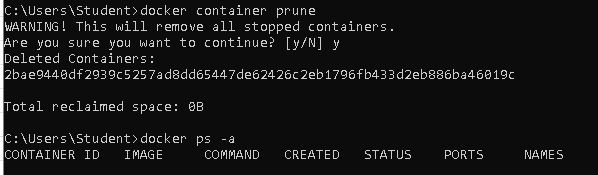 C:\Users\Student>docker container prune
WARNING! This will remove all stopped containers.
Are you sure you want to continue? [y/N] y
Deleted Containers:
2bae9440df2939c5257ad8dd65447de62426c2eb1796fb433d2eb886ba46019c
Total reclaimed space: 0B
C:\Users\Student>docker ps -a
CONTAINER ID   IMAGE     COMMAND   CREATED   STATUS    PORTS     NAMES